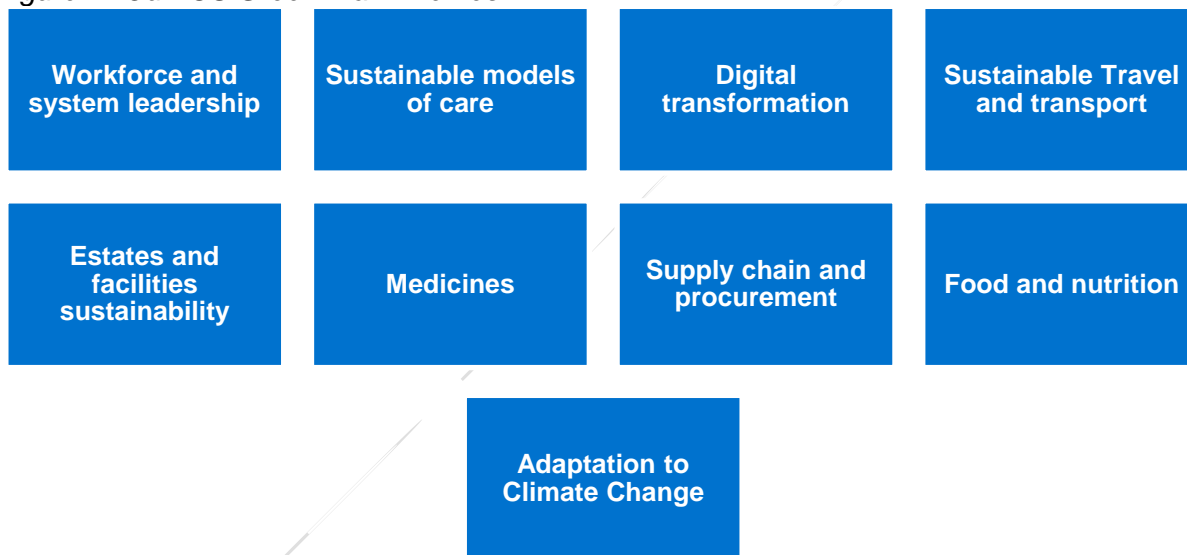 Workforce and
system leadership
Sustainable models
of care
Digital
transformation
Sustainable Travel
and transport
Estates and
facilities
sustainability
Medicines
Supply chain and
procurement
Food and nutrition
Adaptation to
Climate Change